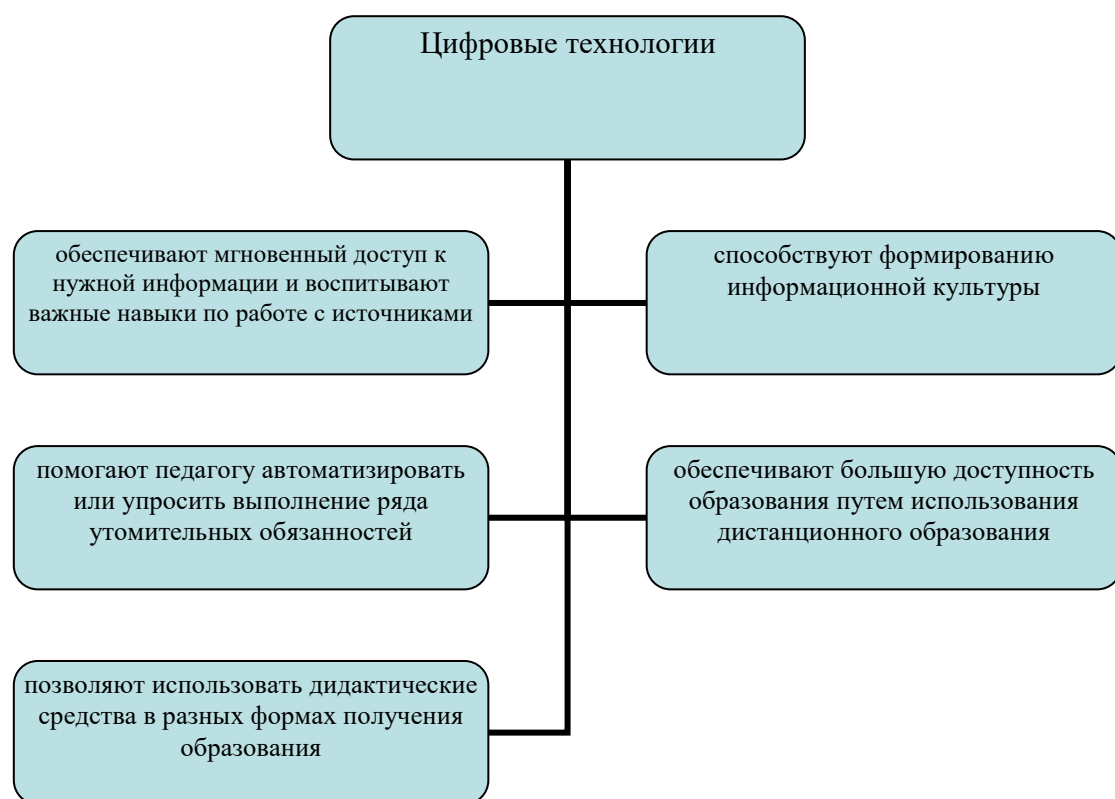 Цифровые технологии
обеспечивают мгновенный доступ к
нужной информации и воспитывают
важные навыки по работе с источниками
способствуют формированию
информационной культуры
помогают педагогу автоматизировать
или упросить выполнение ряда
утомительных обязанностей
обеспечивают большую доступность
образования путем использования
дистанционного образования
позволяют использовать дидактические
средства в разных формах получения
образования